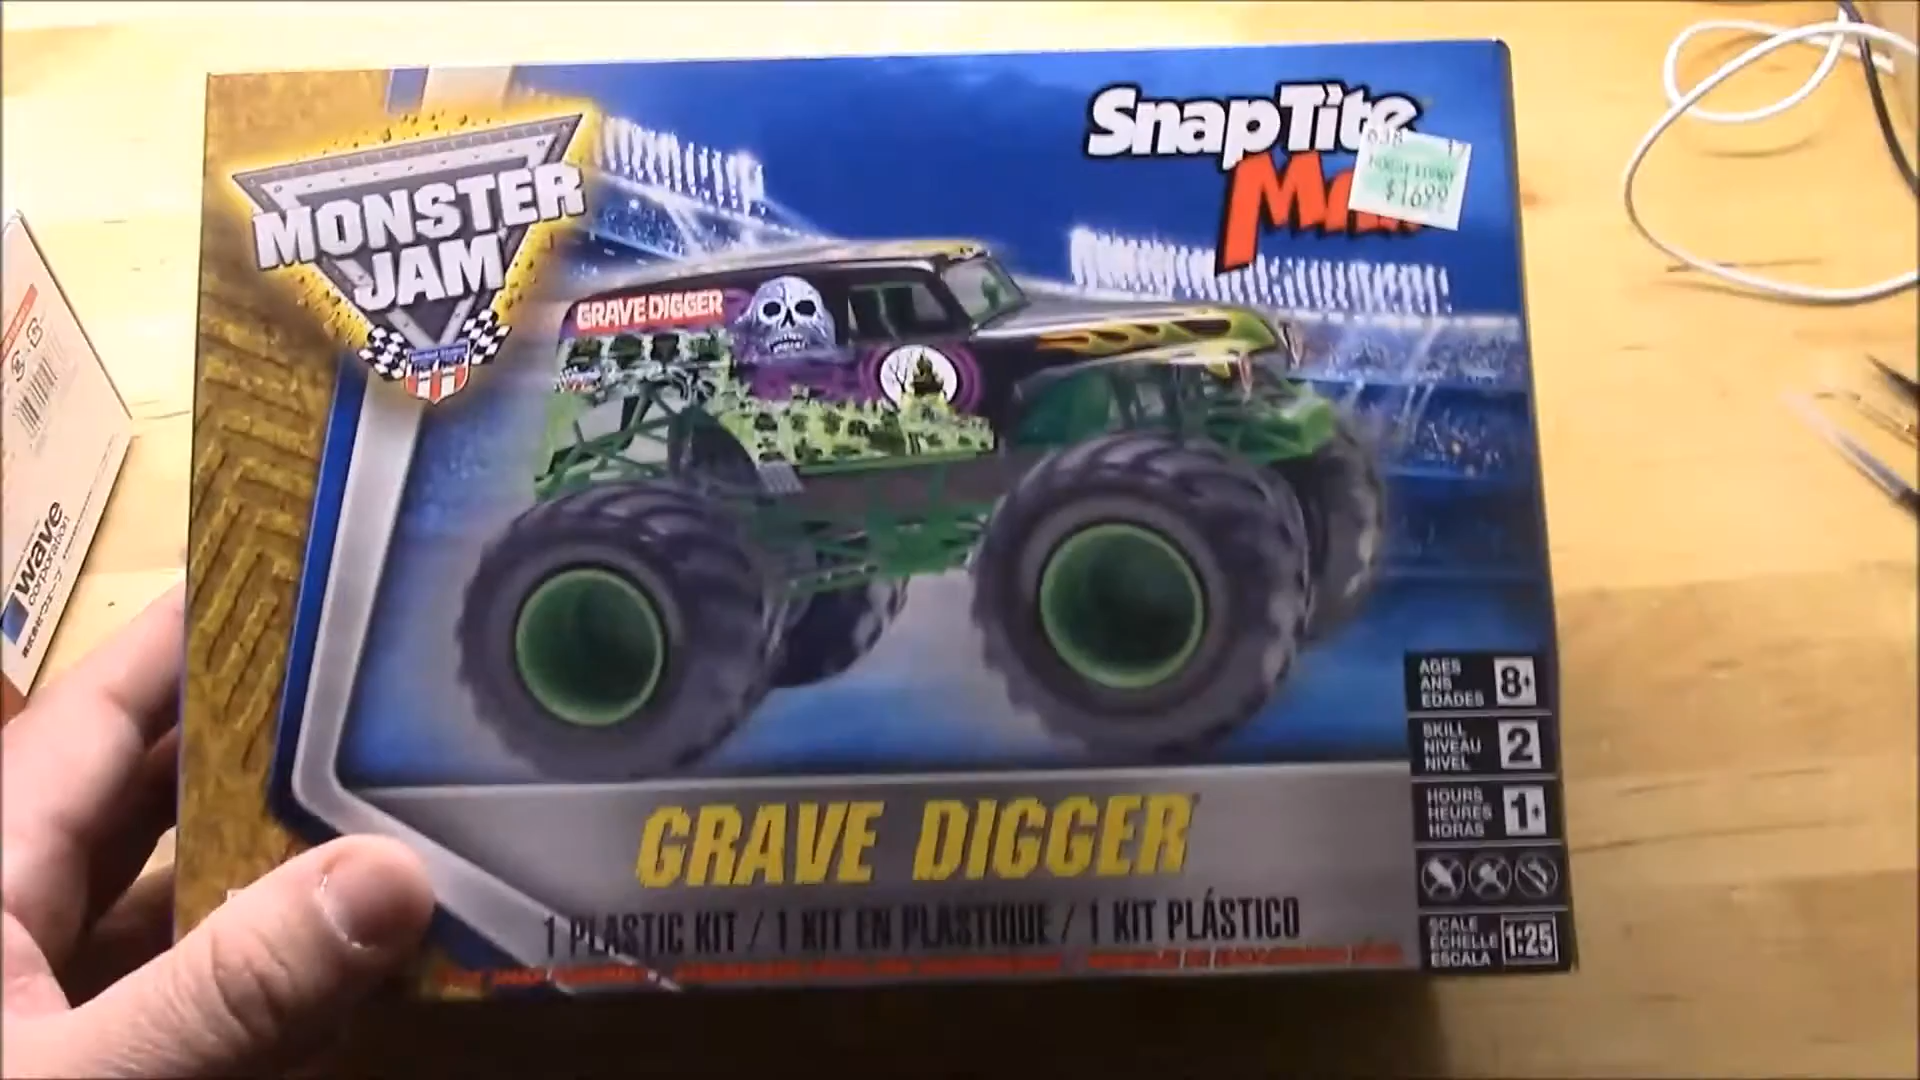 MONSTER
JAM
SnapTite
$16.99
GRAVE DIGGER
AGES
ANS
EDADES
8+
SKILL
NIVEAU
NIVEL
2
HOURS
HEURES
HORAS
1+
GRAVE DIGGER
1 PLASTIC KIT / 1 KIT EN PLASTIQUE / 1 KIT PLÁSTICO
SCALE
ÉCHELLE
ESCALA
1:25
wave
corporation